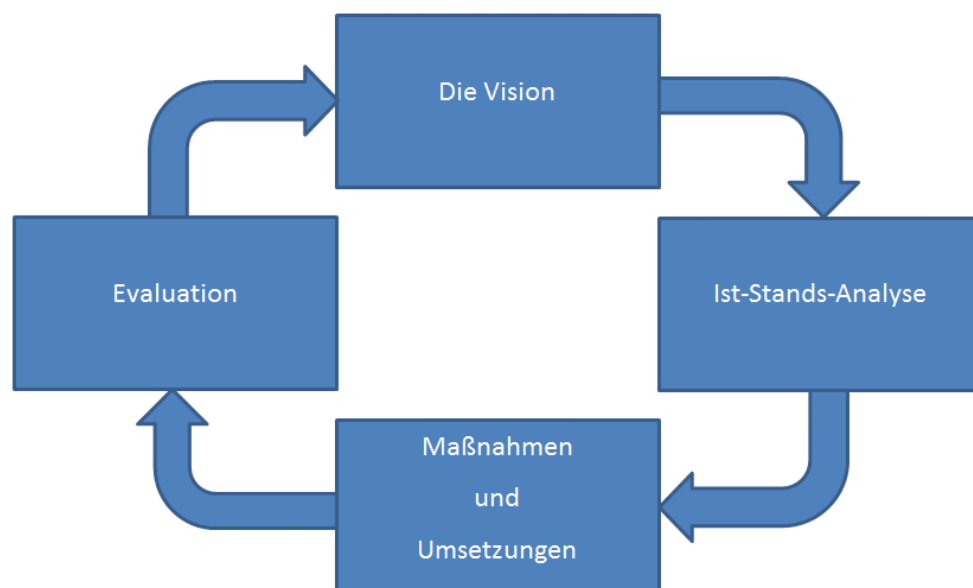 Die Vision
Evaluation
Ist-Stands-Analyse
Maßnahmen
und
Umsetzungen